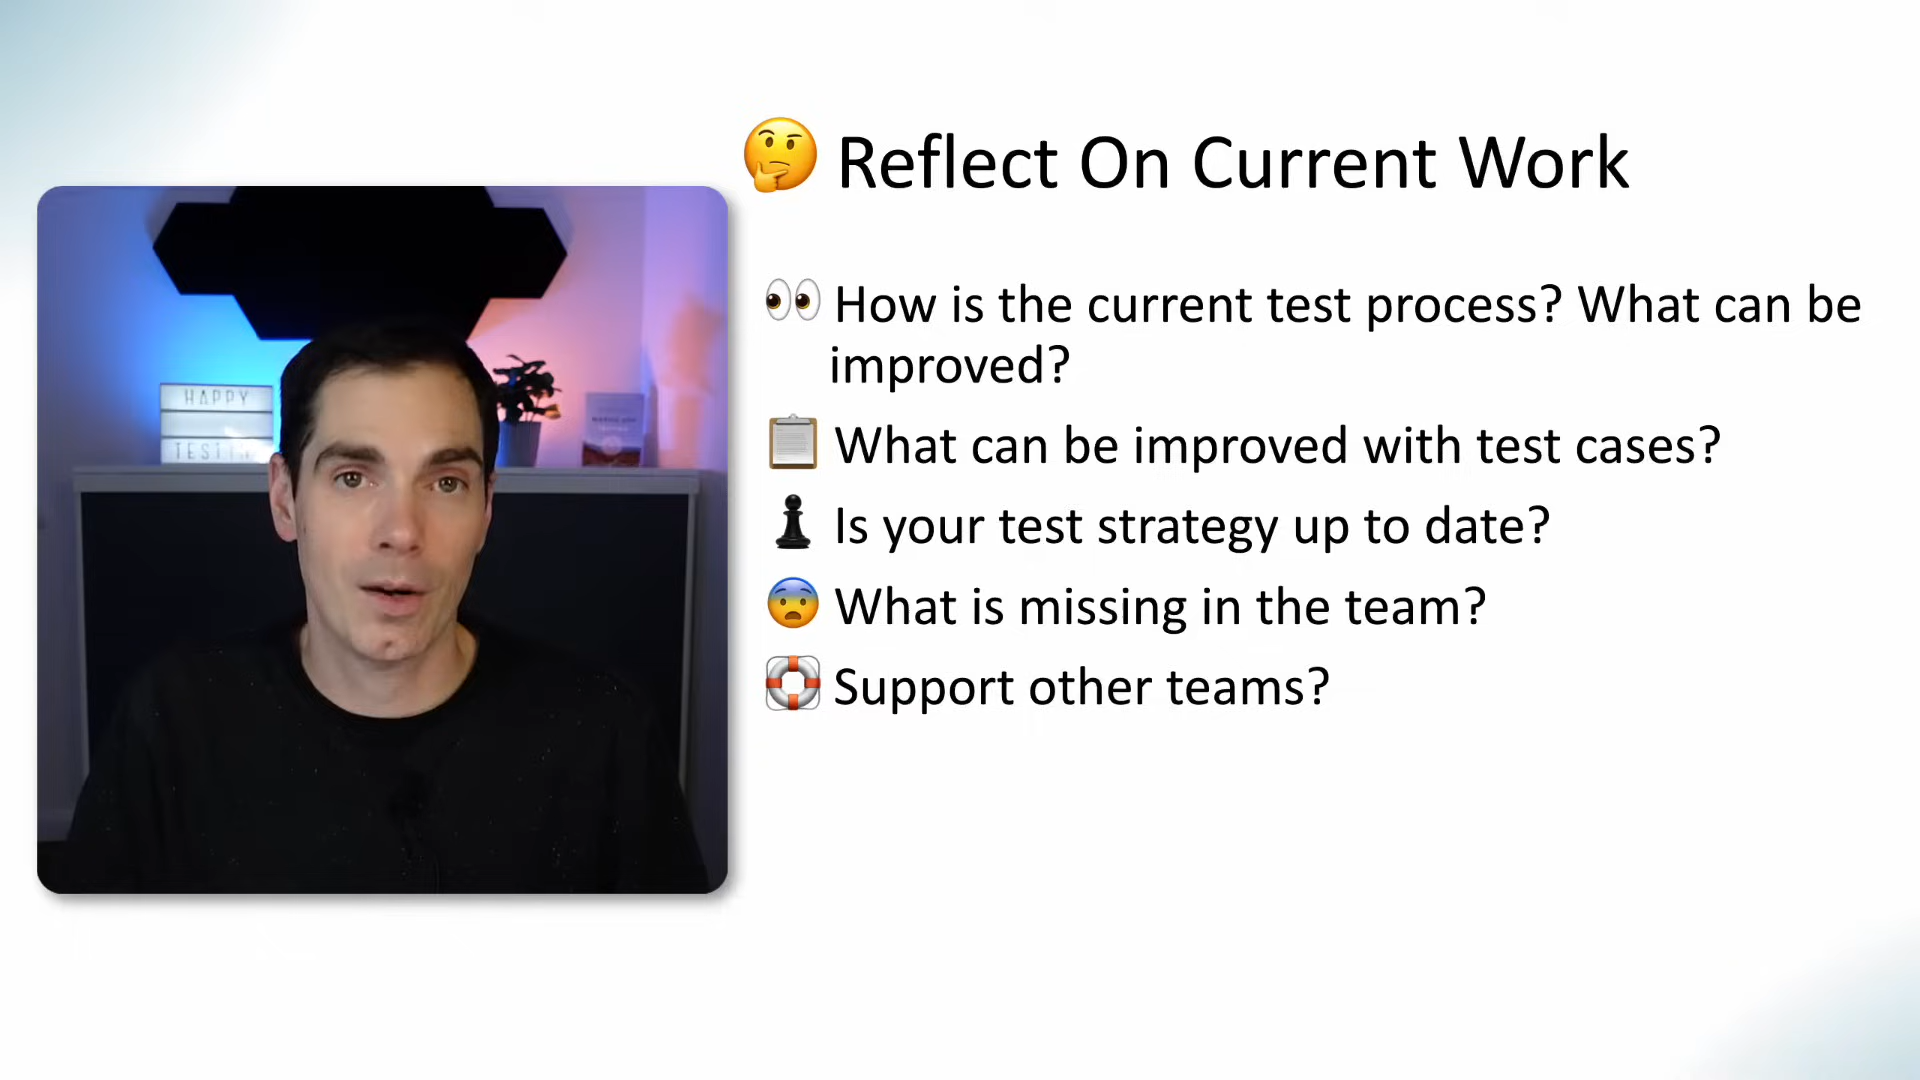 🤔 Reflect On Current Work
👀 How is the current test process? What can be
improved?
📋 What can be improved with test cases?
♟ Is your test strategy up to date?
😨 What is missing in the team?
🛟 Support other teams?
HAPPY